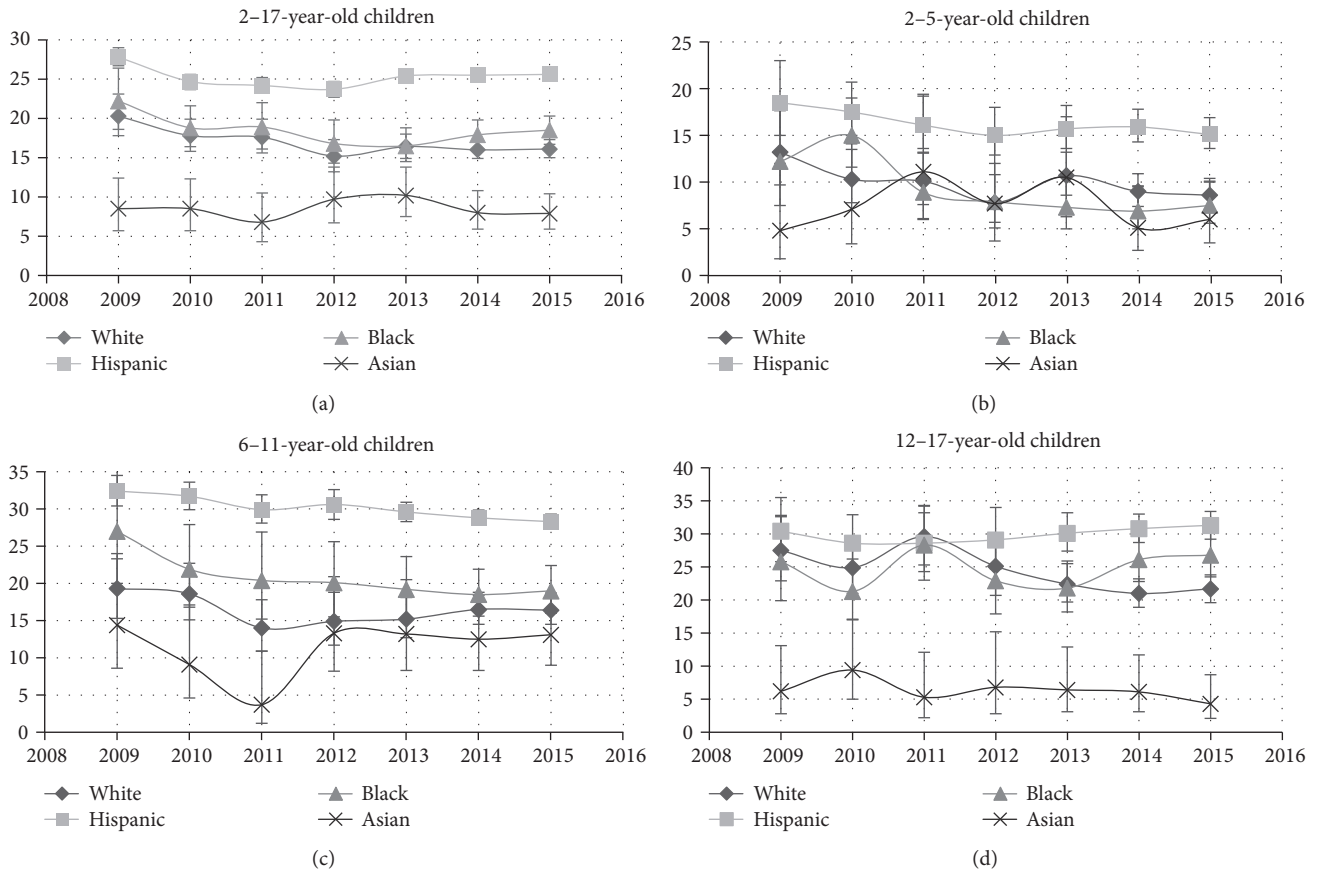 2–17-year-old children
30
25
20
15
10
5
0
2008 2009 2010 2011 2012 2013 2014 2015 2016
White Black
Hispanic Asian
(a)
2–5-year-old children
25
20
15
10
5
0
2008 2009 2010 2011 2012 2013 2014 2015 2016
White Black
Hispanic Asian
(b)
6–11-year-old children
35
30
25
20
15
10
5
0
2008 2009 2010 2011 2012 2013 2014 2015 2016
White Black
Hispanic Asian
(c)
12–17-year-old children
40
35
30
25
20
15
10
5
0
2008 2009 2010 2011 2012 2013 2014 2015 2016
White Black
Hispanic Asian
(d)